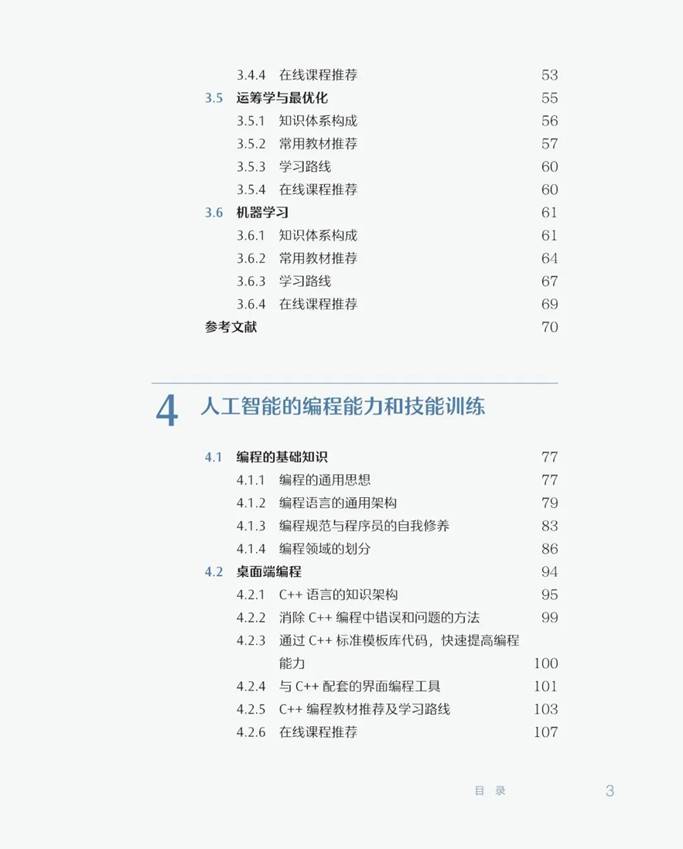 3.4.4 在线课程推荐 53
3.5 运筹学与最优化 55
3.5.1 知识体系构成 56
3.5.2 常用教材推荐 57
3.5.3 学习路线 60
3.5.4 在线课程推荐 60
3.6 机器学习 61
3.6.1 知识体系构成 61
3.6.2 常用教材推荐 64
3.6.3 学习路线 67
3.6.4 在线课程推荐 69
参考文献 70
4 人工智能的编程能力和技能训练
4.1 编程的基础知识 77
4.1.1 编程的通用思想 77
4.1.2 编程语言的通用架构 79
4.1.3 编程规范与程序员的自我修养 83
4.1.4 编程领域的划分 86
4.2 桌面端编程 94
4.2.1 C++ 语言的知识架构 95
4.2.2 消除 C++ 编程中错误和问题的方法 99
4.2.3 通过 C++ 标准模板库代码，快速提高编程
能力 100
4.2.4 与 C++ 配套的界面编程工具 101
4.2.5 C++ 编程教材推荐及学习路线 103
4.2.6 在线课程推荐 107
目 录 3